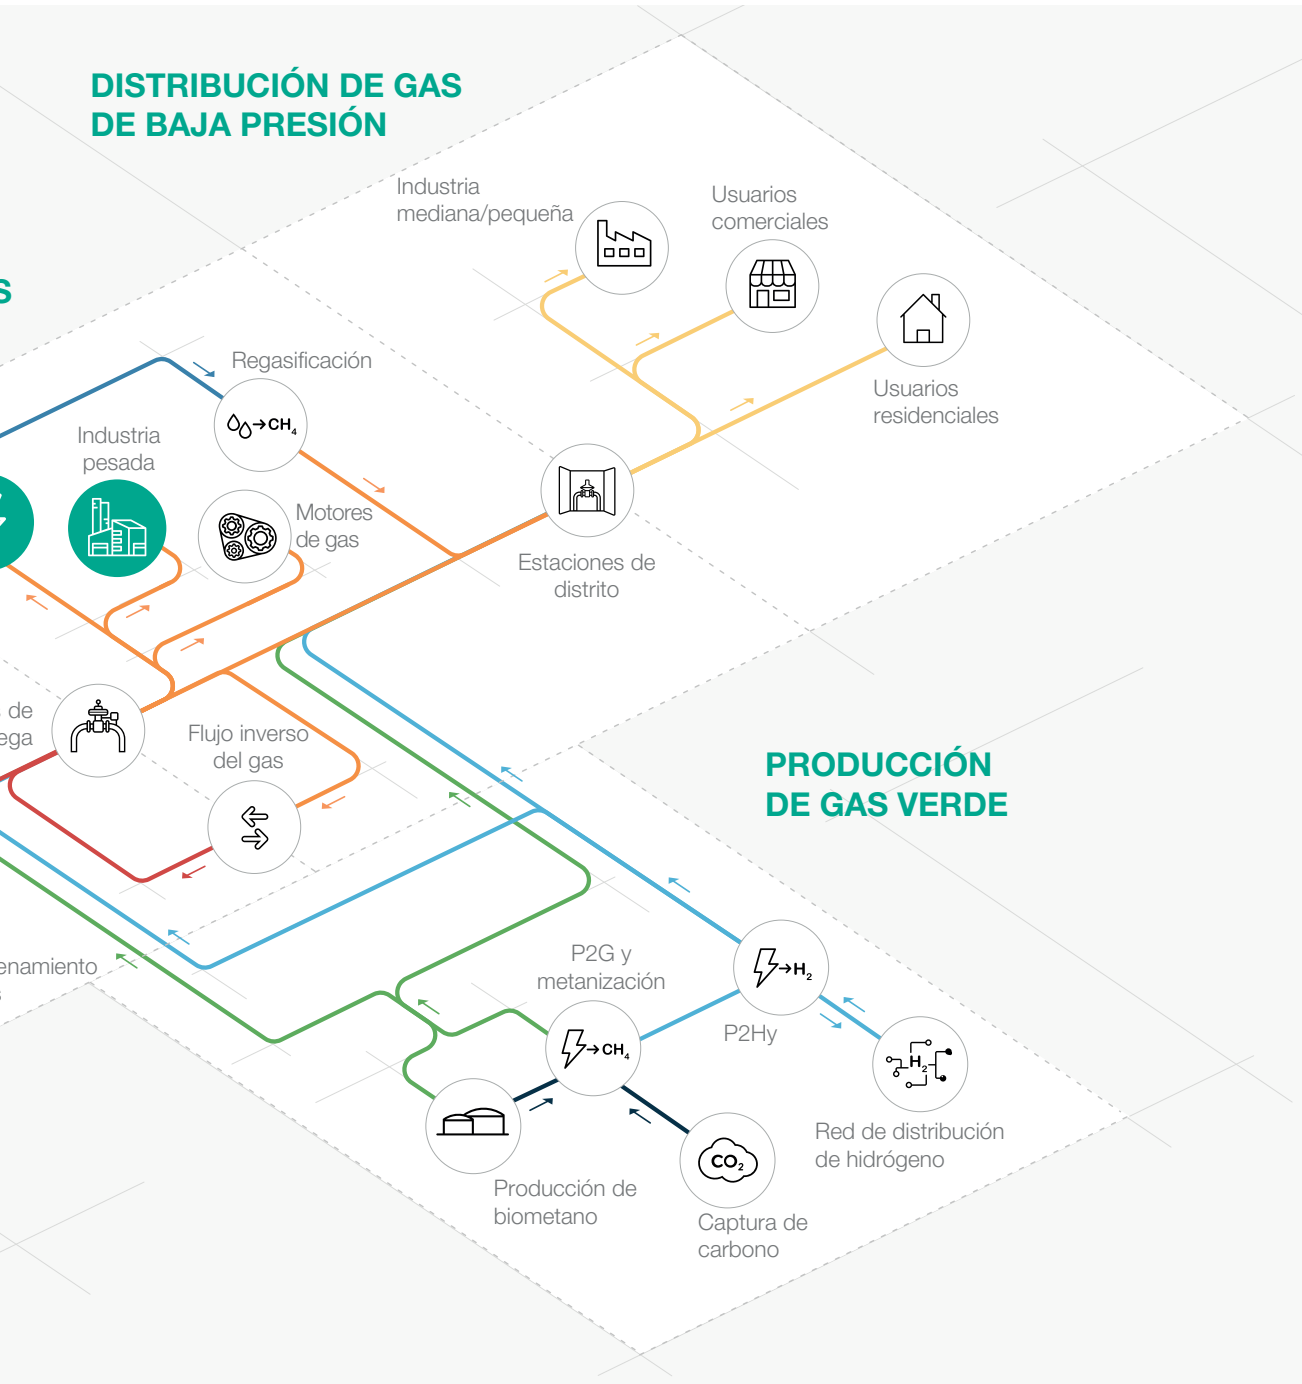 DISTRIBUCIÓN DE GAS
DE BAJA PRESIÓN
Industria
mediana/pequeña
Usuarios
comerciales
S
Regasificación
→CH₄
Usuarios
residenciales
Industria
pesada
Motores
de gas
Estaciones de
distrito
de
Flujo inverso
del gas
PRODUCCIÓN
DE GAS VERDE
P2G y
metanización
→H₂
P2Hy
→CH₄
H₂
Red de distribución
de hidrógeno
CO₂
Producción de
biometano
Captura de
carbono